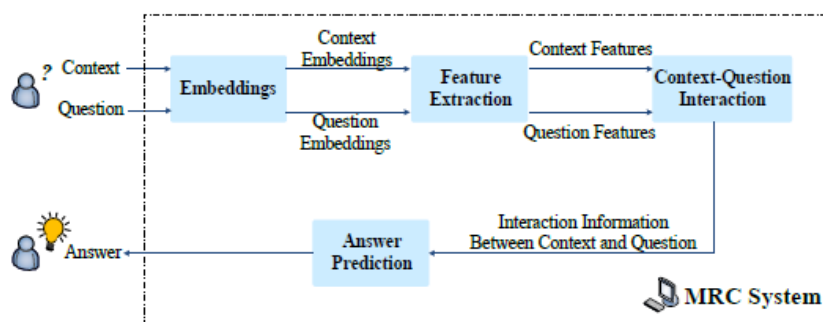 ?
Context
Question
Embeddings
Context
Embeddings
Question
Embeddings
Feature
Extraction
Context Features
Question Features
Context-Question
Interaction
Interaction Information
Between Context and Question
Answer
Prediction
Answer
MRC System